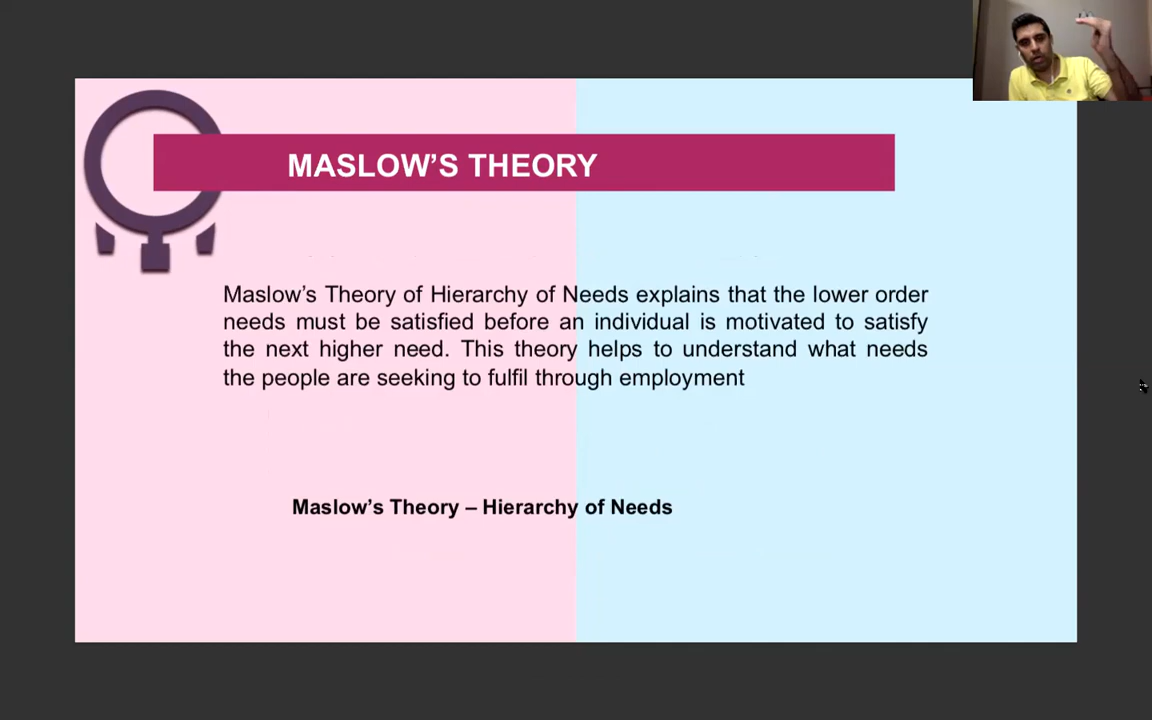 MASLOW’S THEORY
Maslow’s Theory of Hierarchy of Needs explains that the lower order
needs must be satisfied before an individual is motivated to satisfy
the next higher need. This theory helps to understand what needs
the people are seeking to fulfil through employment
Maslow’s Theory – Hierarchy of Needs